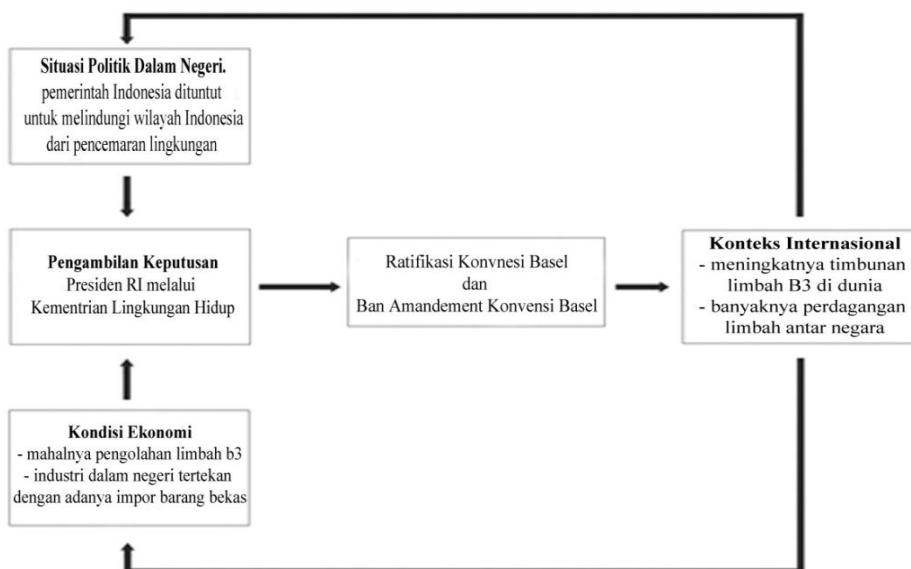 Situasi Politik Dalam Negeri.
pemerintah Indonesia dituntut
untuk melindungi wilayah Indonesia
dari pencemaran lingkungan
Pengambilan Keputusan
Presiden RI melalui
Kementrian Lingkungan Hidup
Ratifikasi Konvnesi Basel
dan
Ban Amandement Konvensi Basel
Konteks Internasional
- meningkatnya timbunan
limbah B3 di dunia
- banyaknya perdagangan
limbah antar negara
Kondisi Ekonomi
- mahalnya pengolahan limbah b3
- industri dalam negeri tertekan
dengan adanya impor barang bekas